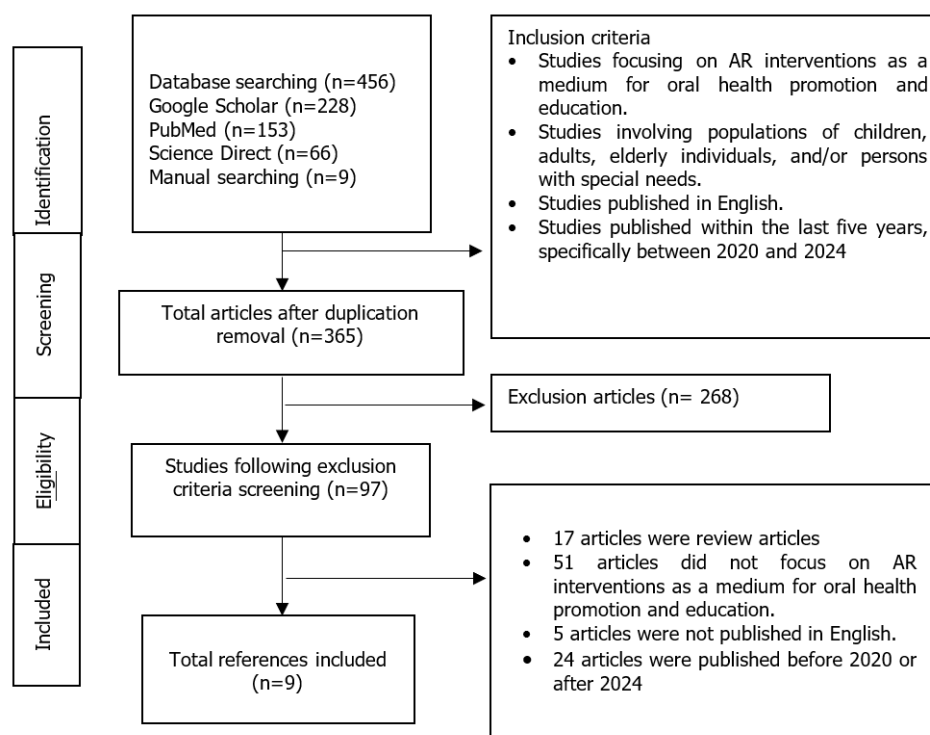 Identification
Database searching (n=456)
Google Scholar (n=228)
PubMed (n=153)
Science Direct (n=66)
Manual searching (n=9)
Inclusion criteria
• Studies focusing on AR interventions as a
medium for oral health promotion and
education.
• Studies involving populations of children,
adults, elderly individuals, and/or persons
with special needs.
• Studies published in English.
• Studies published within the last five years,
specifically between 2020 and 2024
Screening
Total articles after duplication
removal (n=365)
Exclusion articles (n= 268)
Eligibility
Studies following exclusion
criteria screening (n=97)
• 17 articles were review articles
• 51 articles did not focus on AR
interventions as a medium for oral health
promotion and education.
• 5 articles were not published in English.
• 24 articles were published before 2020 or
after 2024
Included
Total references included
(n=9)